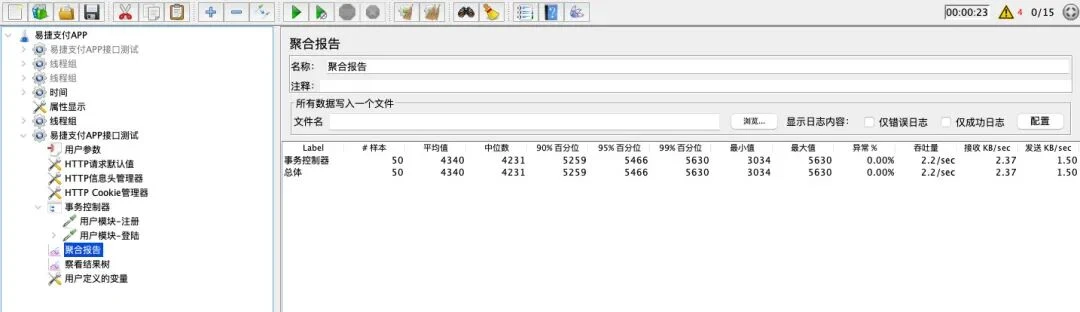 00:00:23 4 0/15
易捷支付APP
易捷支付APP接口测试
线程组
线程组
时间
属性显示
线程组
易捷支付APP接口测试
用户参数
HTTP请求默认值
HTTP信息头管理器
HTTP Cookie管理器
事务控制器
用户模块-注册
用户模块-登陆
聚合报告
察看结果树
用户定义的变量
聚合报告
名称: 聚合报告
注释:
所有数据写入一个文件
文件名 浏览... 显示日志内容: 仅错误日志 仅成功日志 配置
Label # 样本 平均值 中位数 90% 百分位 95% 百分位 99% 百分位 最小值 最大值 异常 % 吞吐量 接收 KB/sec 发送 KB/sec
事务控制器 50 4340 4231 5259 5466 5630 3034 5630 0.00% 2.2/sec 2.37 1.50
总体 50 4340 4231 5259 5466 5630 3034 5630 0.00% 2.2/sec 2.37 1.50